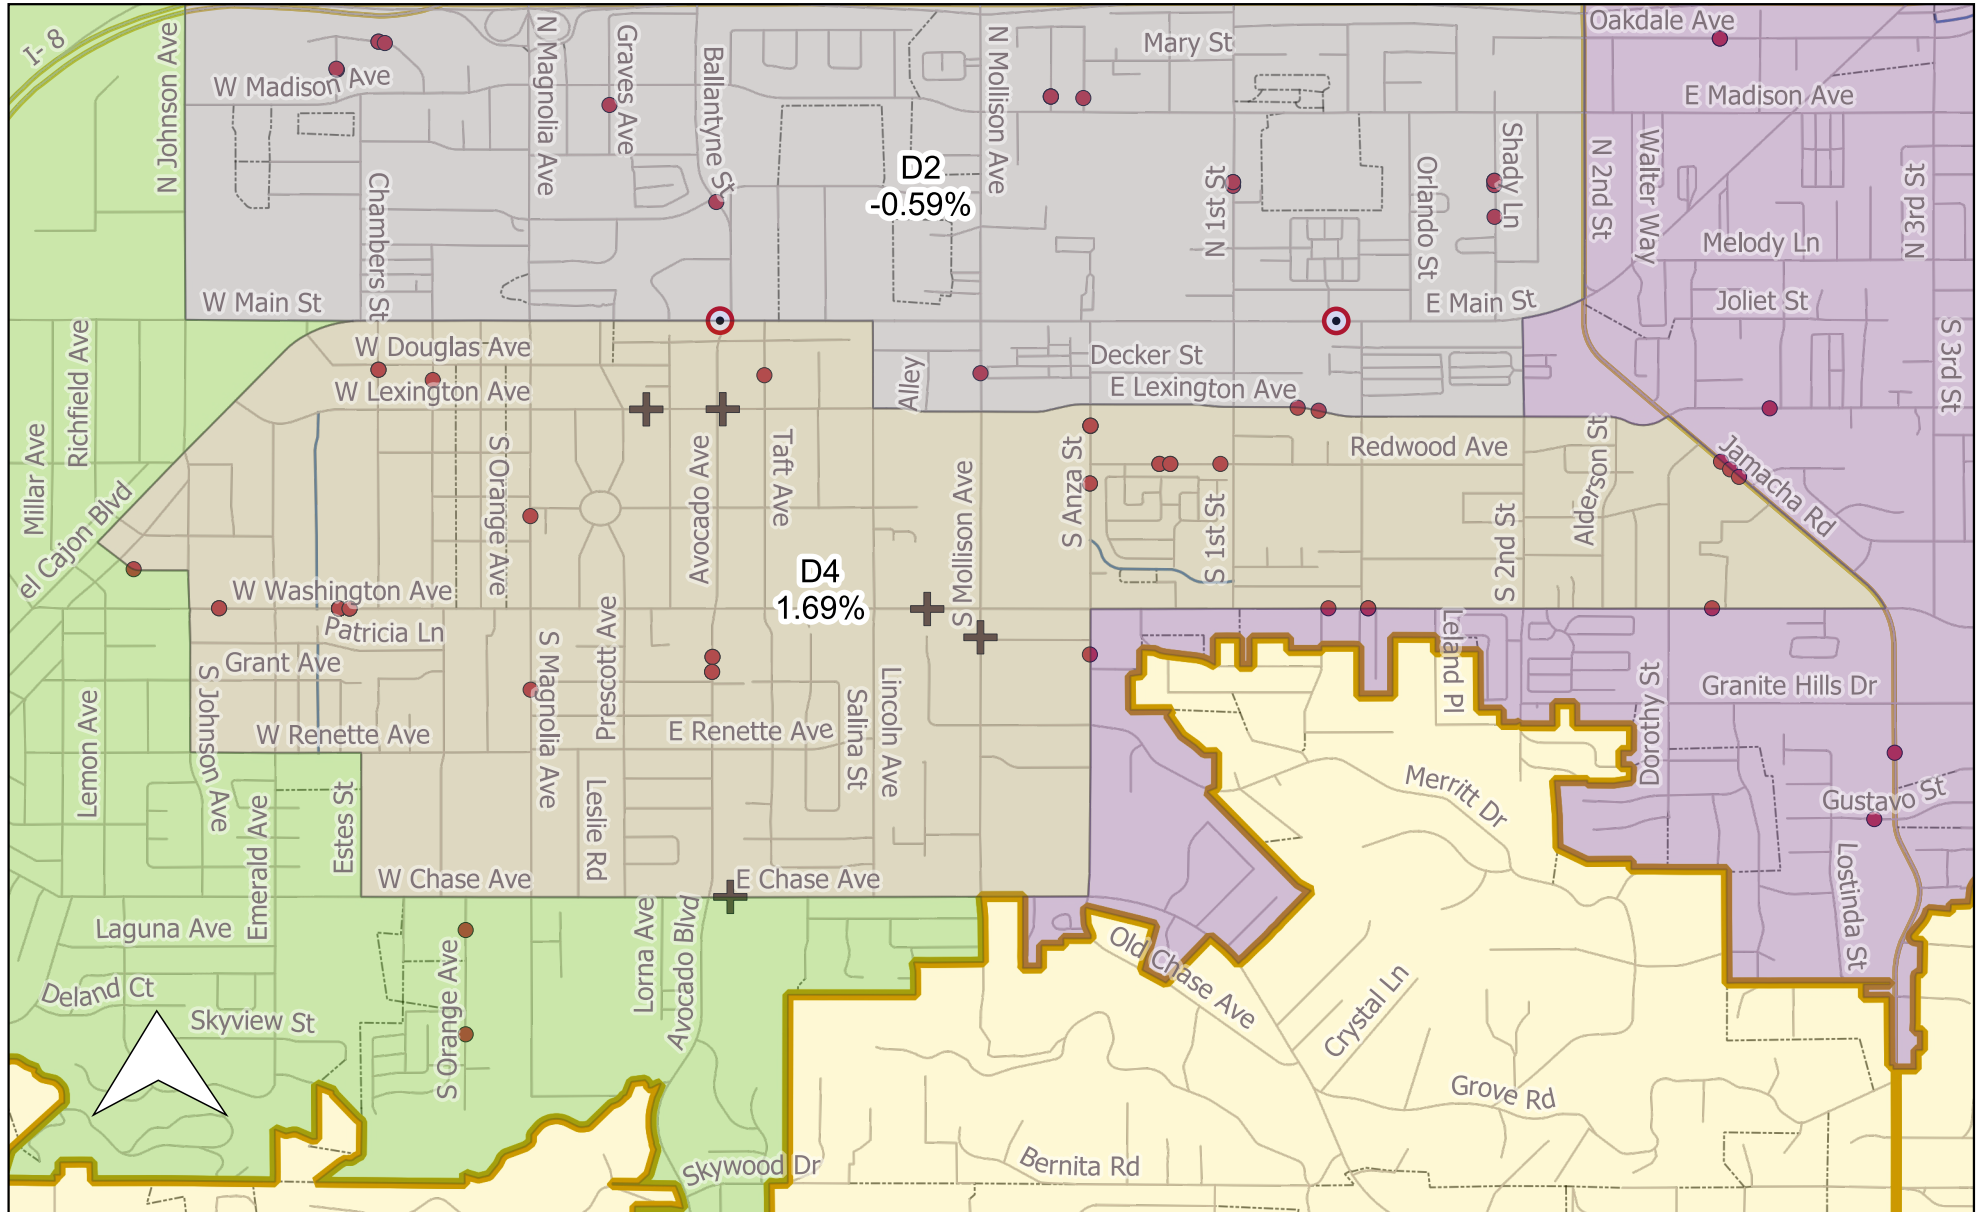 I- 8
N Johnson Ave
W Madison Ave
N Magnolia Ave
Graves Ave
Ballantyne St
N Mollison Ave
Mary St
Oakdale Ave
E Madison Ave
Chambers St
D2
-0.59%
N 1st St
Orlando St
Shady Ln
N 2nd St
Walter Way
Melody Ln
N 3rd St
W Main St
E Main St
Joliet St
Richfield Ave
Millar Ave
W Douglas Ave
W Lexington Ave
Alley
Decker St
E Lexington Ave
S 3rd St
el Cajon Blvd
S Orange Ave
Avocado Ave
Taft Ave
S Mollison Ave
S Anza St
S 1st St
Redwood Ave
S 2nd St
Alderson St
Jamacha Rd
D4
1.69%
W Washington Ave
Patricia Ln
Grant Ave
S Johnson Ave
W Renette Ave
S Magnolia Ave
Prescott Ave
E Renette Ave
Salina St
Lincoln Ave
Leland Pl
Dorothy St
Granite Hills Dr
Merritt Dr
Gustavo St
Lostinda St
Lemon Ave
Emerald Ave
Estes St
Leslie Rd
W Chase Ave
E Chase Ave
Laguna Ave
Deland Ct
Skyview St
S Orange Ave
Lorna Ave
Avocado Blvd
Old Chase Ave
Crystal Ln
Grove Rd
Bernita Rd
Skywood Dr